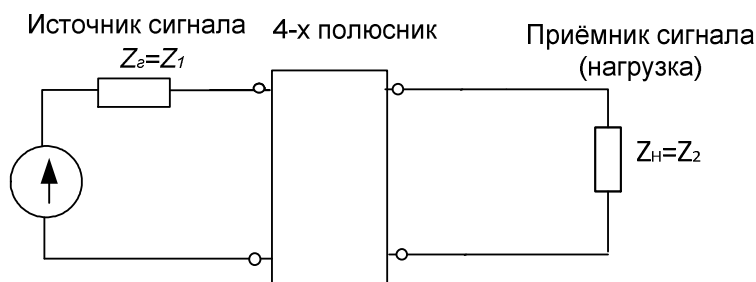 Источник сигнала
Zг=Z1
4-х полюсник
Приёмник сигнала
(нагрузка)
Zн=Z2